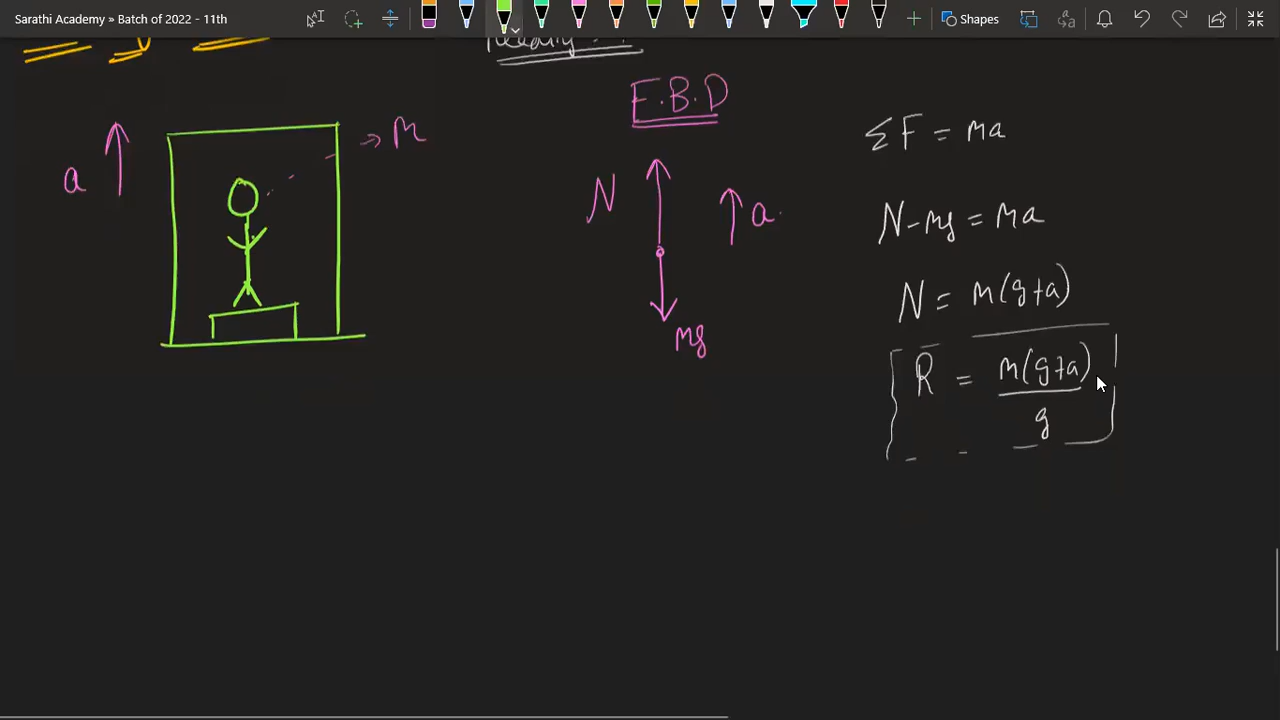 Sarathi Academy » Batch of 2022 - 11th
Shapes
F.B.D
a
M
N
a
mg
ΣF = ma
N-mg = ma
N = m(g+a)
R = m(g+a)
g